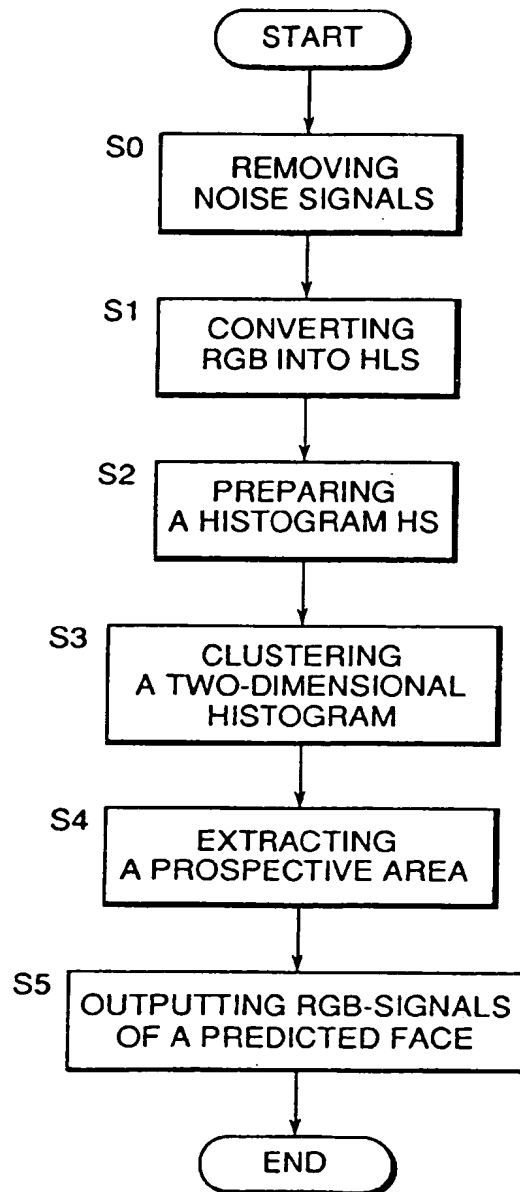 START
S0
REMOVING
NOISE SIGNALS
S1
CONVERTING
RGB INTO HLS
S2
PREPARING
A HISTOGRAM HS
S3
CLUSTERING
A TWO-DIMENSIONAL
HISTOGRAM
S4
EXTRACTING
A PROSPECTIVE AREA
S5
OUTPUTTING RGB-SIGNALS
OF A PREDICTED FACE
END